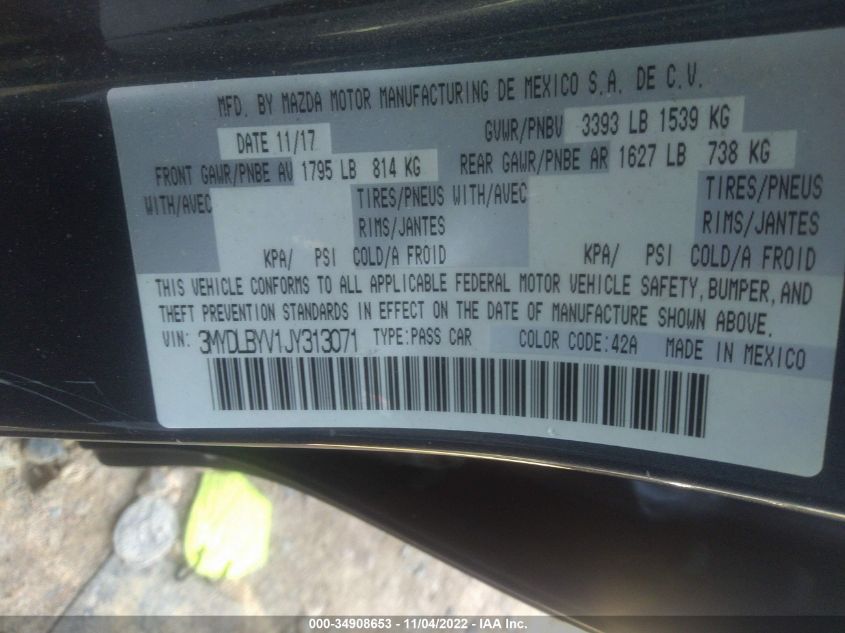 MFD. BY MAZDA MOTOR MANUFACTURING DE MEXICO S.A. DE C.V.
DATE 11/17 GVWR/PNBV 3393 LB 1539 KG
FRONT GAWR/PNBE AV 1795 LB 814 KG REAR GAWR/PNBE AR 1627 LB 738 KG
WITH/AVEC TIRES/PNEUS WITH/AVEC TIRES/PNEUS
RIMS/JANTES RIMS/JANTES
KPA/ PSI COLD/A FROID KPA/ PSI COLD/A FROID
THIS VEHICLE CONFORMS TO ALL APPLICABLE FEDERAL MOTOR VEHICLE SAFETY, BUMPER, AND
THEFT PREVENTION STANDARDS IN EFFECT ON THE DATE OF MANUFACTURE SHOWN ABOVE.
VIN: 3MYDLBYV1JY313071 TYPE:PASS CAR COLOR CODE:42A MADE IN MEXICO
000-34908653 - 11/04/2022 - IAA Inc.